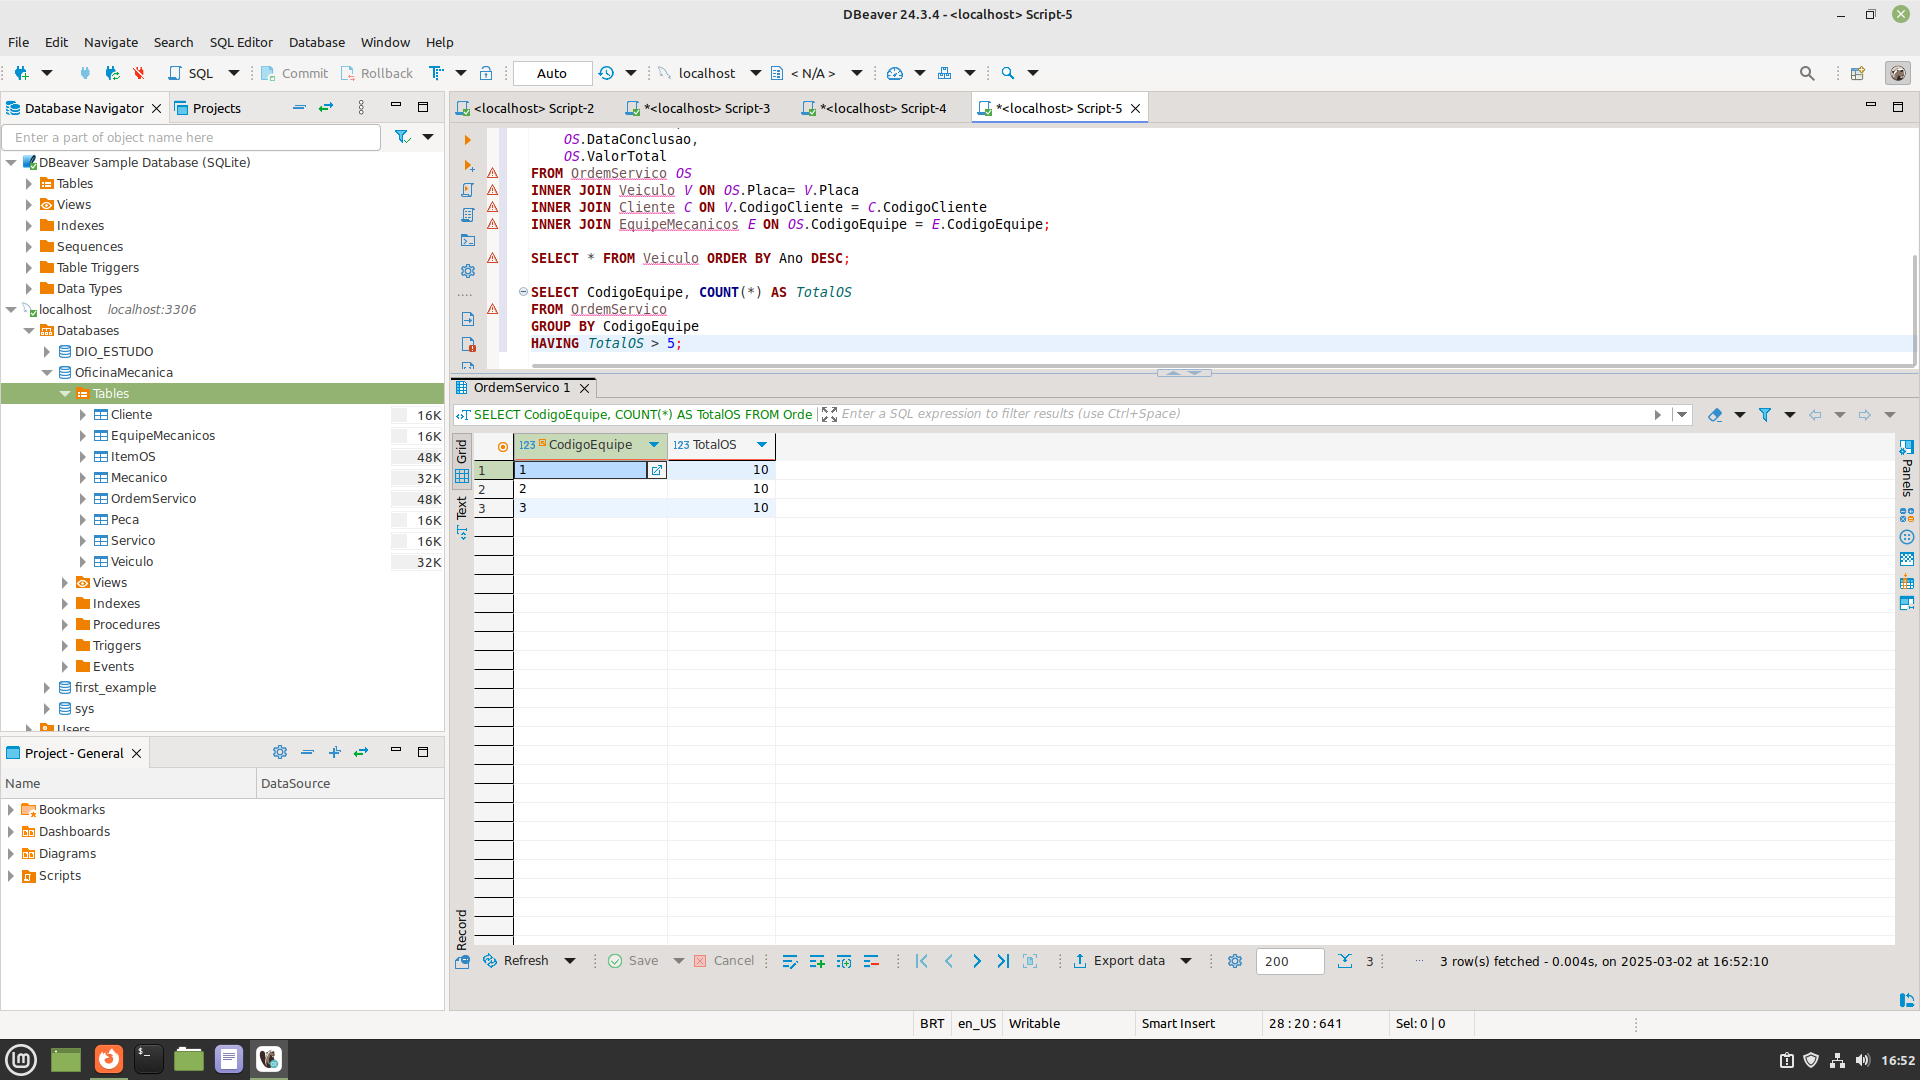 DBeaver 24.3.4 - <localhost> Script-5
File Edit Navigate Search SQL Editor Database Window Help
SQL Commit Rollback Auto localhost < N/A >
Database Navigator Projects
Enter a part of object name here
DBeaver Sample Database (SQLite)
Tables
Views
Indexes
Sequences
Table Triggers
Data Types
localhost localhost:3306
Databases
DIO_ESTUDO
OficinaMecanica
Tables
Cliente 16K
EquipeMecanicos 16K
ItemOS 48K
Mecanico 32K
OrdemServico 48K
Peca 16K
Servico 16K
Veiculo 32K
Views
Indexes
Procedures
Triggers
Events
first_example
sys
Users
Project - General
Name DataSource
Bookmarks
Dashboards
Diagrams
Scripts
<localhost> Script-2 *<localhost> Script-3 *<localhost> Script-4 *<localhost> Script-5
OS.DataConclusao,
OS.ValorTotal
FROM OrdemServico OS
INNER JOIN Veiculo V ON OS.Placa= V.Placa
INNER JOIN Cliente C ON V.CodigoCliente = C.CodigoCliente
INNER JOIN EquipeMecanicos E ON OS.CodigoEquipe = E.CodigoEquipe;
SELECT * FROM Veiculo ORDER BY Ano DESC;
SELECT CodigoEquipe, COUNT(*) AS TotalOS
FROM OrdemServico
GROUP BY CodigoEquipe
HAVING TotalOS > 5;
OrdemServico 1
SELECT CodigoEquipe, COUNT(*) AS TotalOS FROM Orde Enter a SQL expression to filter results (use Ctrl+Space)
Grid
Text
Record
Panels
123 CodigoEquipe 123 TotalOS
1 1 10
2 2 10
3 3 10
Refresh Save Cancel Export data 200 3 3 row(s) fetched - 0.004s, on 2025-03-02 at 16:52:10
BRT en_US Writable Smart Insert 28 : 20 : 641 Sel: 0 | 0
16:52